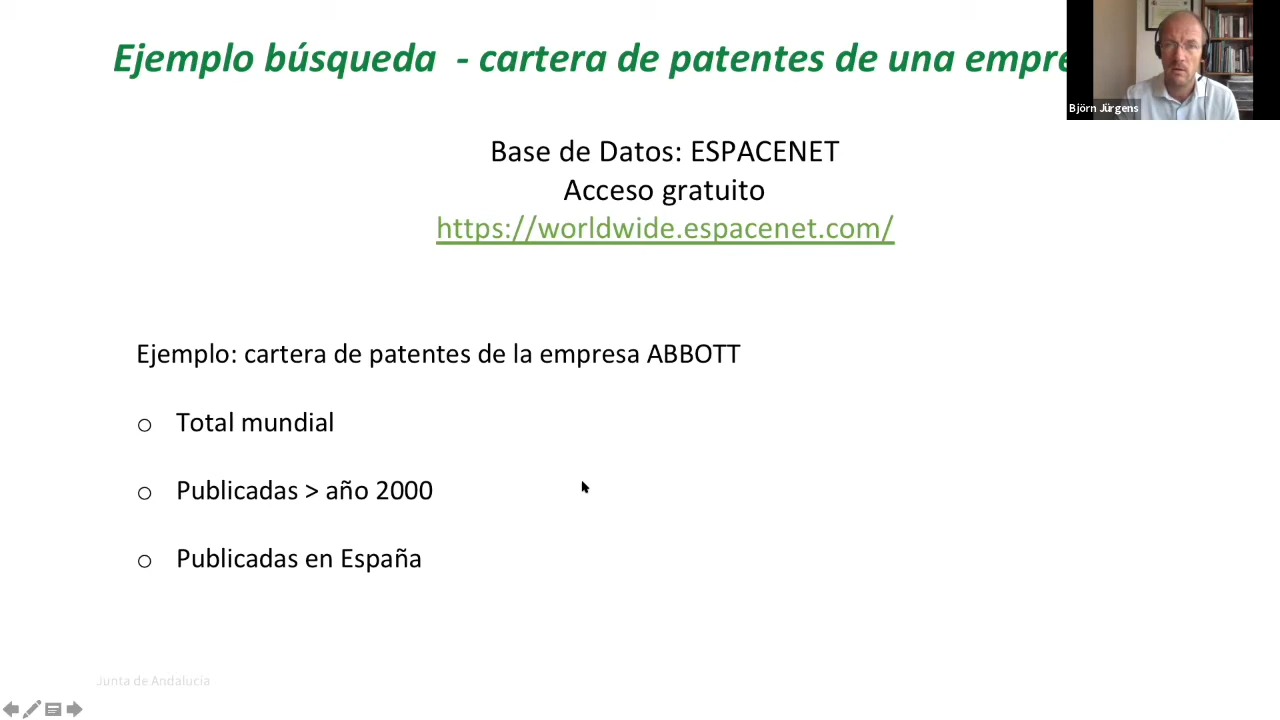 Ejemplo búsqueda - cartera de patentes de una empre
Björn Jürgens
Base de Datos: ESPACENET
Acceso gratuito
https://worldwide.espacenet.com/
Ejemplo: cartera de patentes de la empresa ABBOTT
o Total mundial
o Publicadas > año 2000
o Publicadas en España
Junta de Andalucía